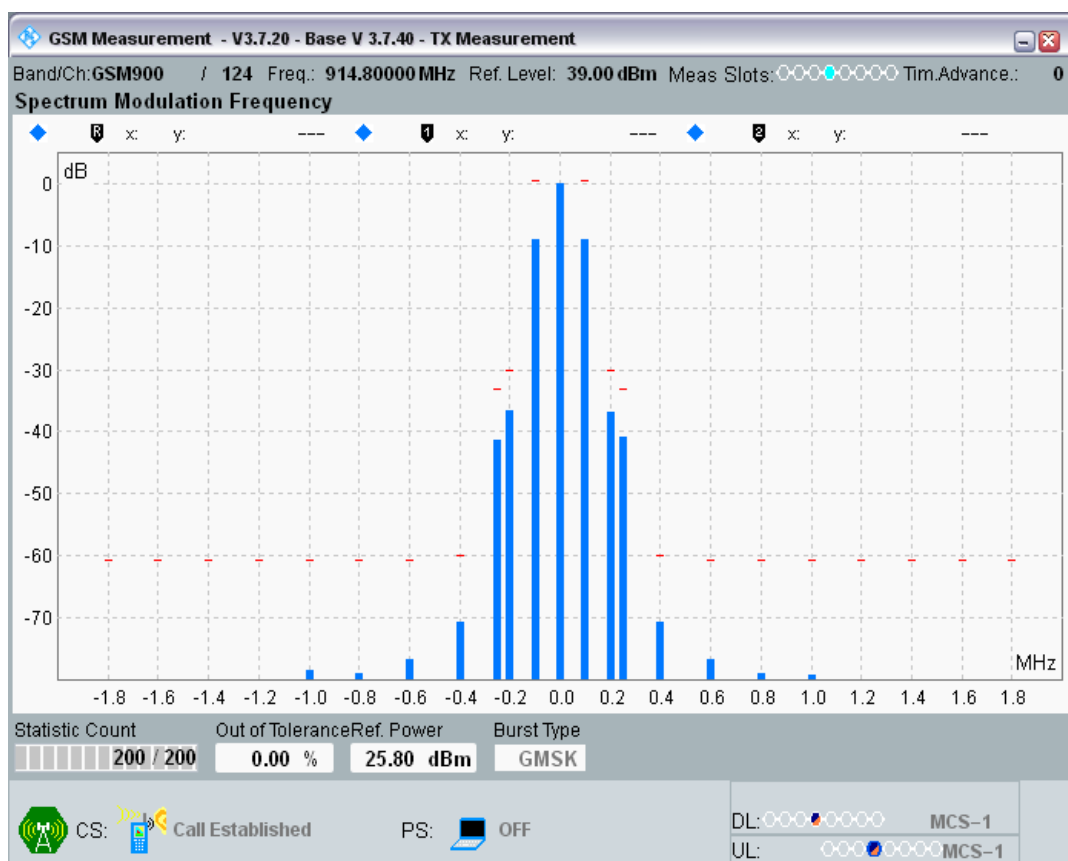 GSM Measurement - V3.7.20 - Base V 3.7.40 - TX Measurement
Band/Ch: GSM900 / 124 Freq.: 914.80000 MHz Ref. Level: 39.00 dBm Meas Slots: Tim.Advance.: 0
Spectrum Modulation Frequency
R x: y: --- 1 x: y: --- 2 x: y: ---
dB
0
-10
-20
-30
-40
-50
-60
-70
MHz
-1.8 -1.6 -1.4 -1.2 -1.0 -0.8 -0.6 -0.4 -0.2 0.0 0.2 0.4 0.6 0.8 1.0 1.2 1.4 1.6 1.8
Statistic Count Out of Tolerance Ref. Power Burst Type
200 / 200 0.00 % 25.80 dBm GMSK
CS: Call Established PS: OFF
DL: MCS-1
UL: MCS-1